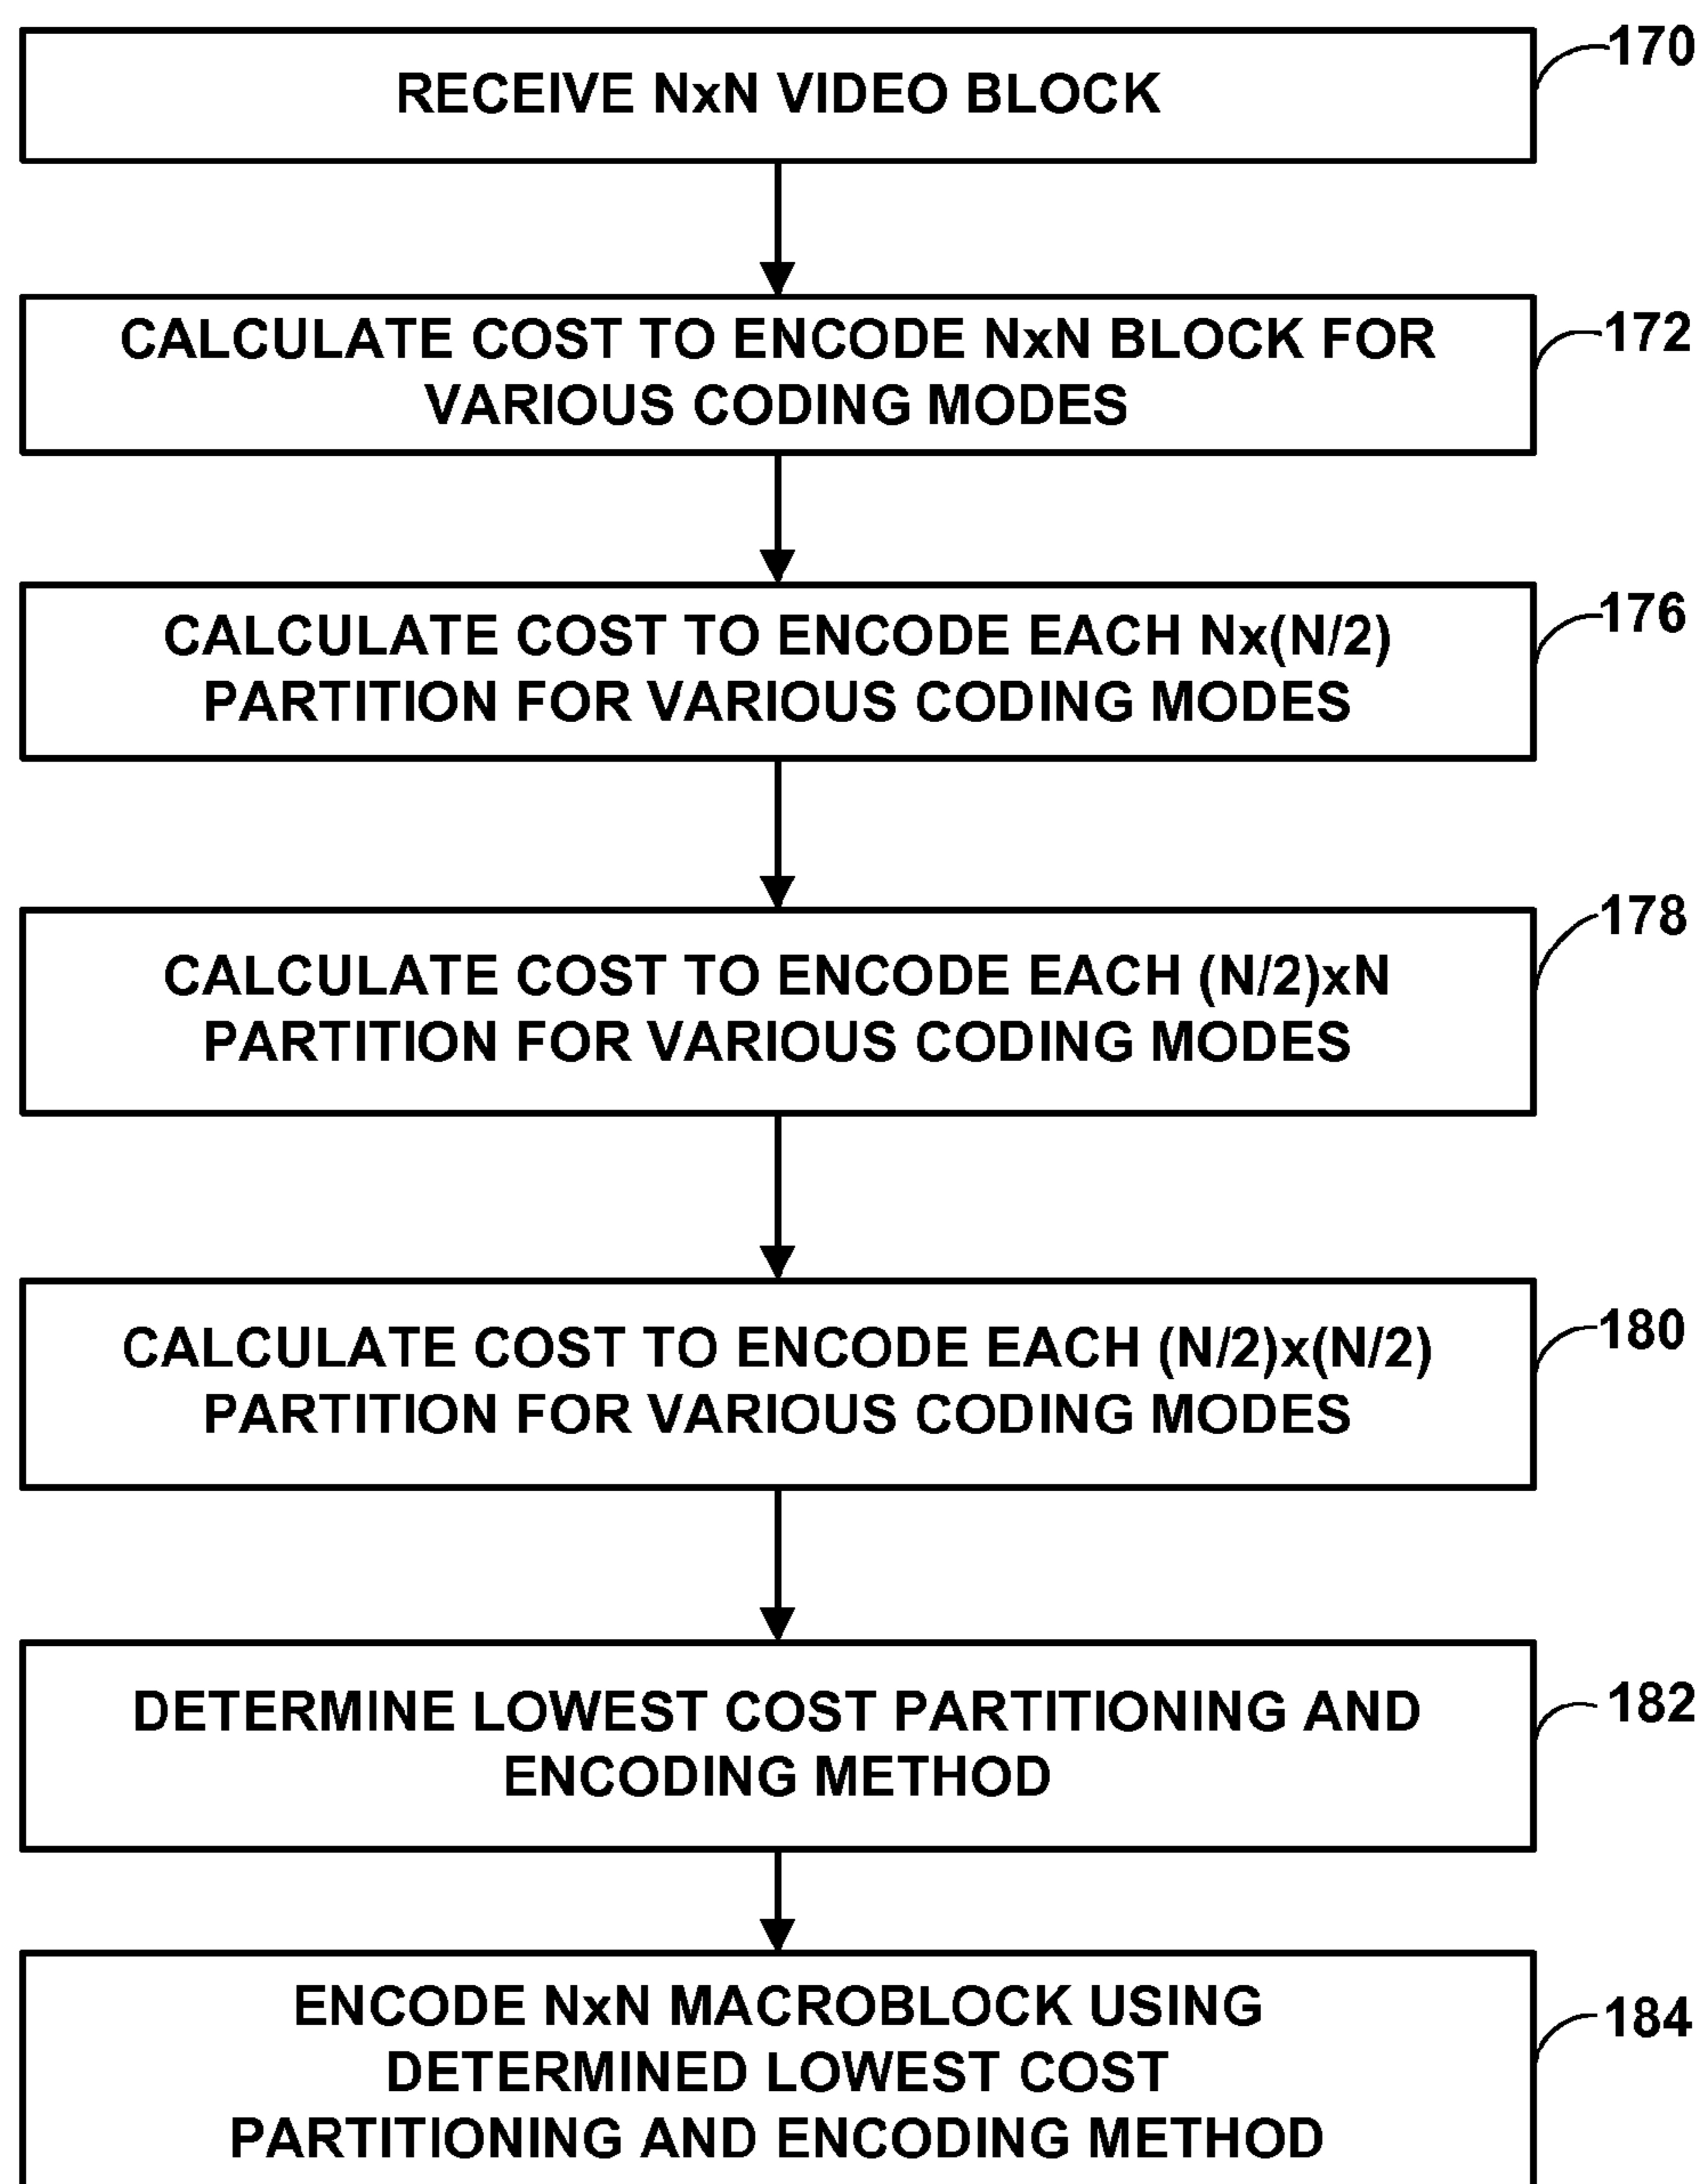 170
RECEIVE NxN VIDEO BLOCK
172
CALCULATE COST TO ENCODE NxN BLOCK FOR
VARIOUS CODING MODES
176
CALCULATE COST TO ENCODE EACH Nx(N/2)
PARTITION FOR VARIOUS CODING MODES
178
CALCULATE COST TO ENCODE EACH (N/2)xN
PARTITION FOR VARIOUS CODING MODES
180
CALCULATE COST TO ENCODE EACH (N/2)x(N/2)
PARTITION FOR VARIOUS CODING MODES
182
DETERMINE LOWEST COST PARTITIONING AND
ENCODING METHOD
184
ENCODE NxN MACROBLOCK USING
DETERMINED LOWEST COST
PARTITIONING AND ENCODING METHOD